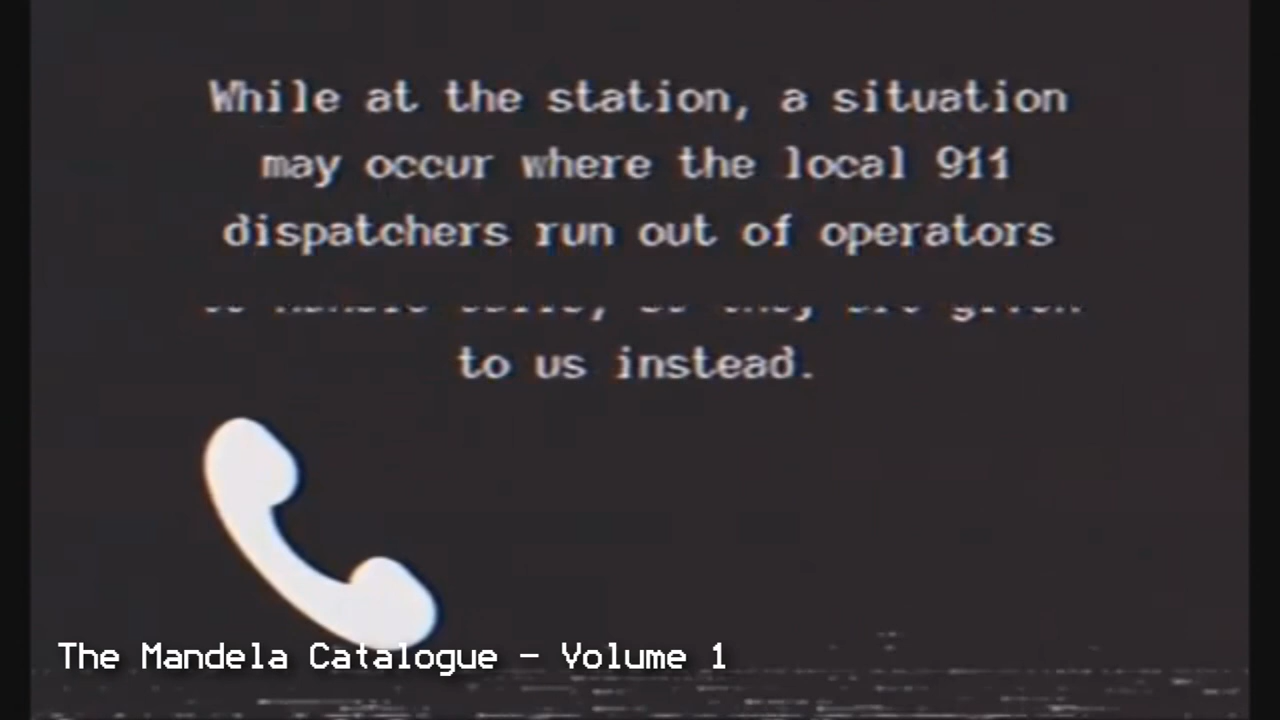 While at the station, a situation
may occur where the local 911
dispatchers run out of operators
to us instead.
The Mandela Catalogue - Volume 1